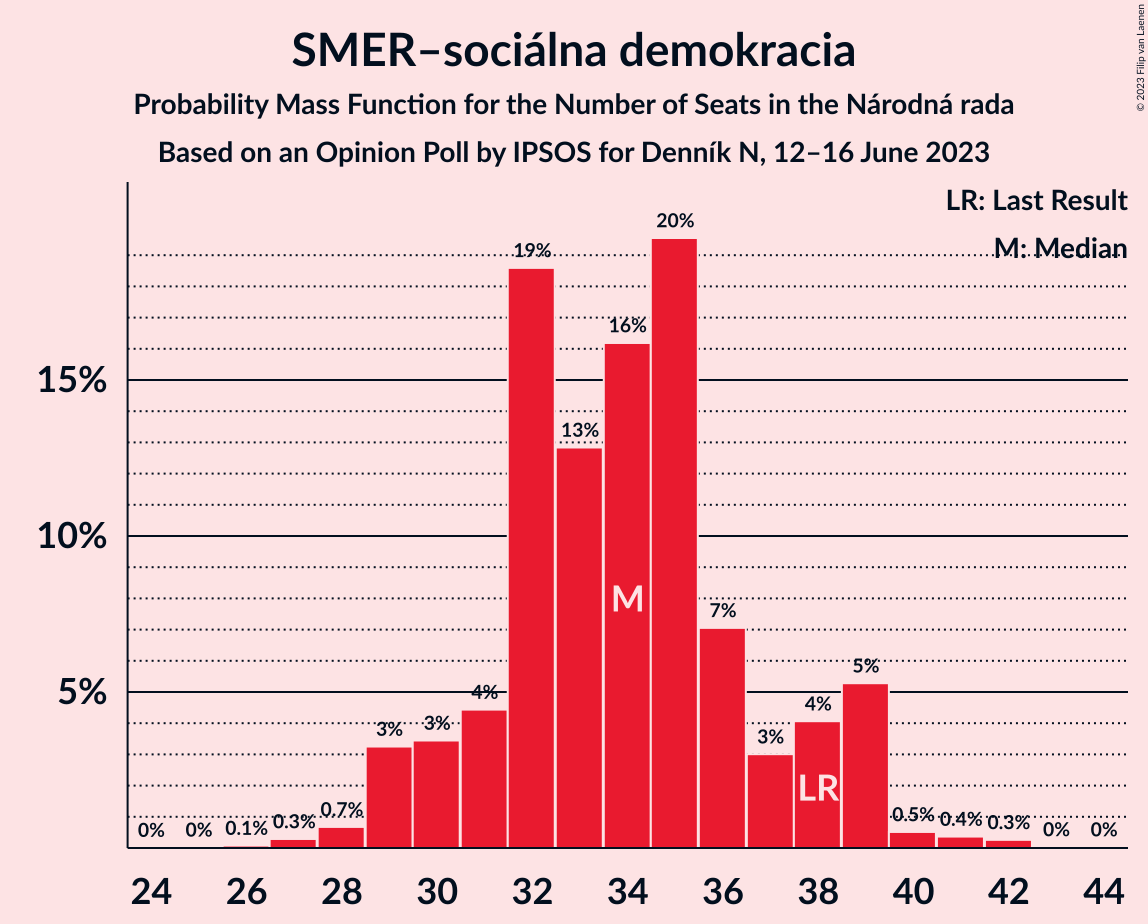 SMER–sociálna demokracia
Probability Mass Function for the Number of Seats in the Národná rada
Based on an Opinion Poll by IPSOS for Denník N, 12–16 June 2023
© 2023 Filip van Laenen
LR: Last Result
M: Median
15%
10%
5%
0%
0%
0.1%
0.3%
0.7%
3%
3%
4%
19%
13%
16%
20%
7%
3%
4%
5%
0.5%
0.4%
0.3%
0%
0%
M
LR
24 26 28 30 32 34 36 38 40 42 44